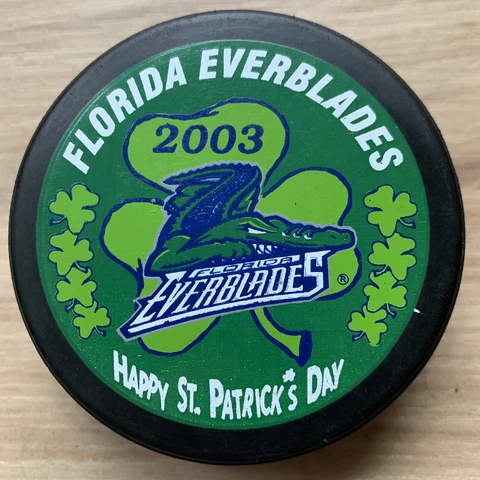 FLORIDA EVERBLADES
2003
FLORIDA
EVERBLADES
®
HAPPY ST. PATRICK'S DAY